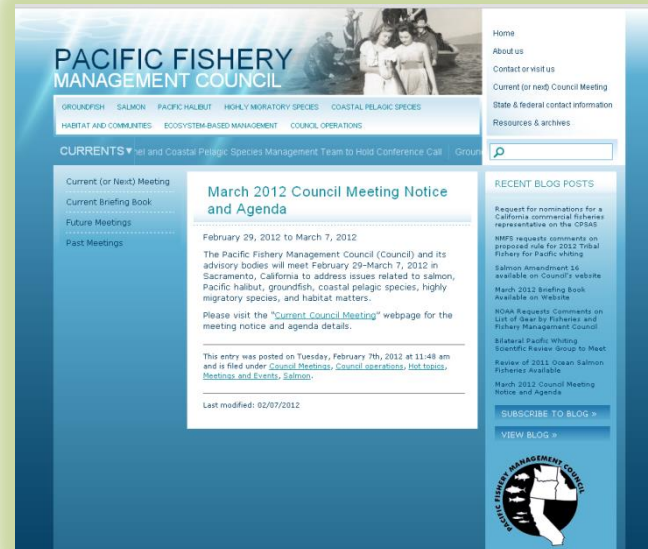 PACIFIC FISHERY
MANAGEMENT COUNCIL
GROUNDFISH SALMON PACIFIC HALIBUT HIGHLY MIGRATORY SPECIES COASTAL PELAGIC SPECIES
HABITAT AND COMMUNITIES ECOSYSTEM-BASED MANAGEMENT COUNCIL OPERATIONS
CURRENTS nel and Coastal Pelagic Species Management Team to Hold Conference Call Groun
Home
About us
Contact or visit us
Current (or next) Council Meeting
State & federal contact information
Resources & archives
Current (or Next) Meeting
Current Briefing Book
Future Meetings
Past Meetings
March 2012 Council Meeting Notice
and Agenda
February 29, 2012 to March 7, 2012
The Pacific Fishery Management Council (Council) and its
advisory bodies will meet February 29–March 7, 2012 in
Sacramento, California to address issues related to salmon,
Pacific halibut, groundfish, coastal pelagic species, highly
migratory species, and habitat matters.
Please visit the "Current Council Meeting" webpage for the
meeting notice and agenda details.
This entry was posted on Tuesday, February 7th, 2012 at 11:48 am
and is filed under Council Meetings, Council operations, Hot topics,
Meetings and Events, Salmon.
Last modified: 02/07/2012
RECENT BLOG POSTS
Request for nominations for a
California commercial fisheries
representative on the CPSAS
NMFS requests comments on
proposed rule for 2012 Tribal
Fishery for Pacific whiting
Salmon Amendment 16
available on Council's website
March 2012 Briefing Book
Available on Website
NOAA Requests Comments on
List of Gear by Fisheries and
Fishery Management Council
Bilateral Pacific Whiting
Scientific Review Group to Meet
Review of 2011 Ocean Salmon
Fisheries Available
March 2012 Council Meeting
Notice and Agenda
SUBSCRIBE TO BLOG »
VIEW BLOG »
PACIFIC FISHERY MANAGEMENT COUNCIL